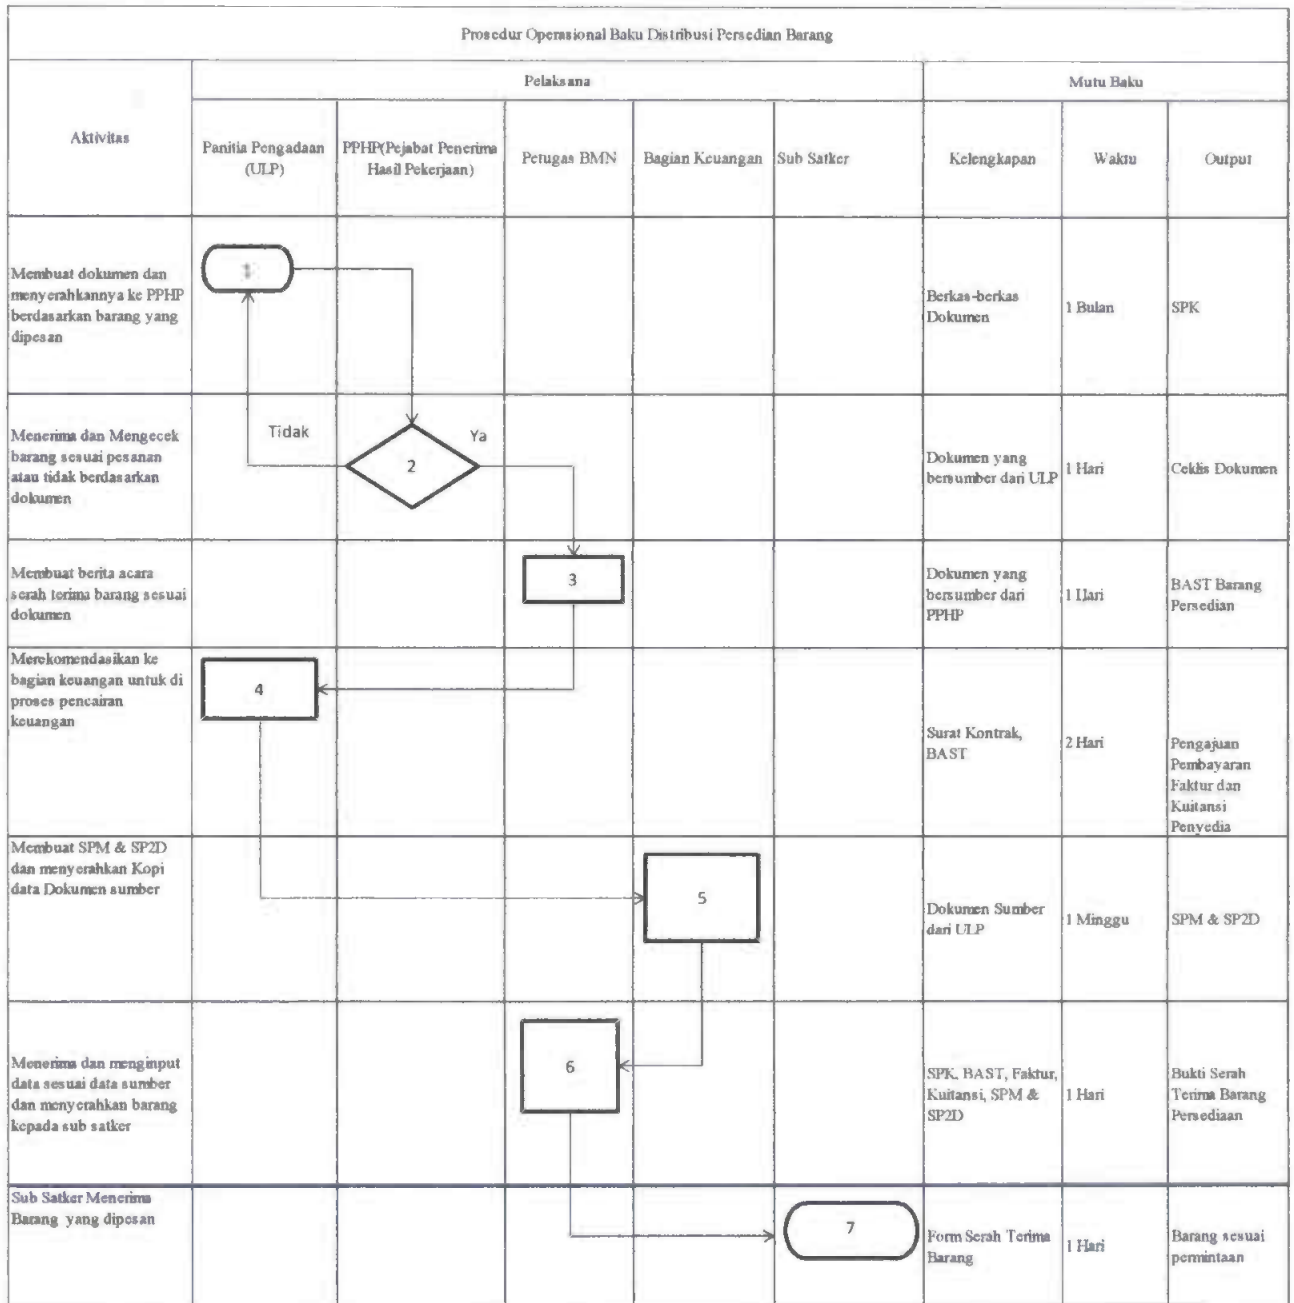 Prosedur Operasional Baku Distribusi Persedian Barang
Aktivitas
Pelaksana
Mutu Baku
Panitia Pengadaan
(ULP)
PPHP(Pejabat Penerima
Hasil Pekerjaan)
Petugas BMN
Bagian Keuangan
Sub Satker
Kelengkapan
Waktu
Output
Membuat dokumen dan
menyerahkannya ke PPHP
berdasarkan barang yang
dipesan
1
Berkas-berkas
Dokumen
1 Bulan
SPK
Menerima dan Mengecek
barang sesuai pesanan
atau tidak berdasarkan
dokumen
Tidak
2
Ya
Dokumen yang
bersumber dari ULP
1 Hari
Ceklis Dokumen
Membuat berita acara
serah terima barang sesuai
dokumen
3
Dokumen yang
bersumber dari
PPHP
1 Hari
BAST Barang
Persedian
Merekomendasikan ke
bagian keuangan untuk di
proses pencairan
keuangan
4
Surat Kontrak,
BAST
2 Hari
Pengajuan
Pembayaran
Faktur dan
Kuitansi
Penyedia
Membuat SPM & SP2D
dan menyerahkan Kopi
data Dokumen sumber
5
Dokumen Sumber
dari ULP
1 Minggu
SPM & SP2D
Menerima dan menginput
data sesuai data sumber
dan menyerahkan barang
kepada sub satker
6
SPK, BAST, Faktur,
Kuitansi, SPM &
SP2D
1 Hari
Bukti Serah
Terima Barang
Persediaan
Sub Satker Menerima
Barang yang dipesan
7
Form Serah Terima
Barang
1 Hari
Barang sesuai
permintaan